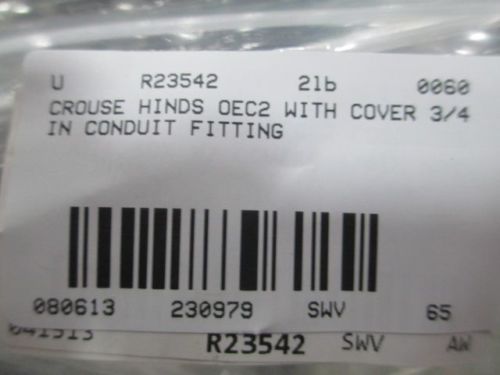 U R23542 2lb 0060
CROUSE HINDS OEC2 WITH COVER 3/4
IN CONDUIT FITTING
080613 230979 SWV 65
041513 R23542 SWV AW